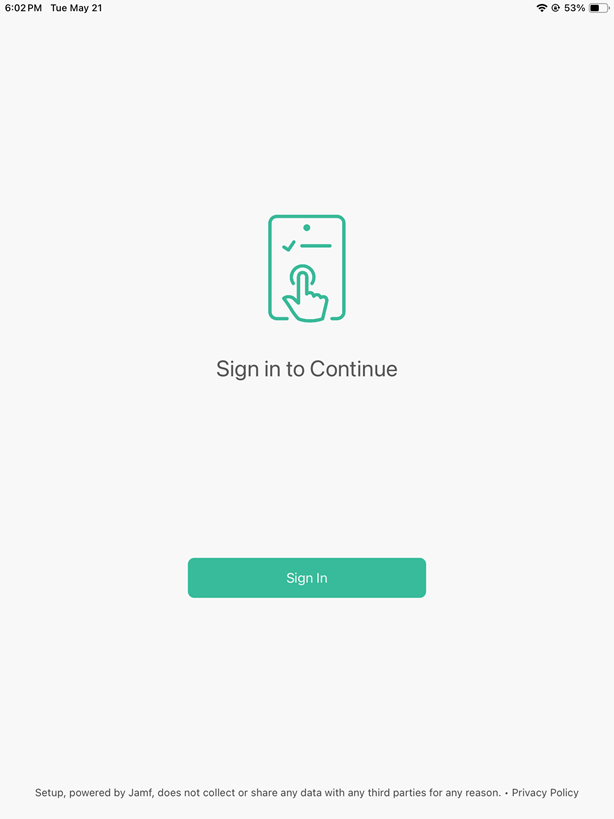 6:02 PM Tue May 21 53%
Sign in to Continue
Sign In
Setup, powered by Jamf, does not collect or share any data with any third parties for any reason. • Privacy Policy